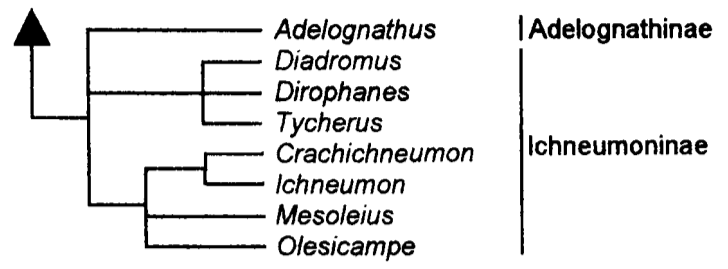 Adelognathus Adelognathinae
Diadromus
Dirophanes
Tycherus
Crachichneumon Ichneumoninae
Ichneumon
Mesoleius
Olesicampe